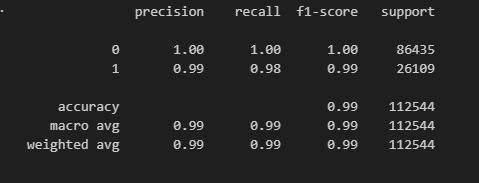 precision recall f1-score support
0 1.00 1.00 1.00 86435
1 0.99 0.98 0.99 26109
accuracy 0.99 112544
macro avg 0.99 0.99 0.99 112544
weighted avg 0.99 0.99 0.99 112544